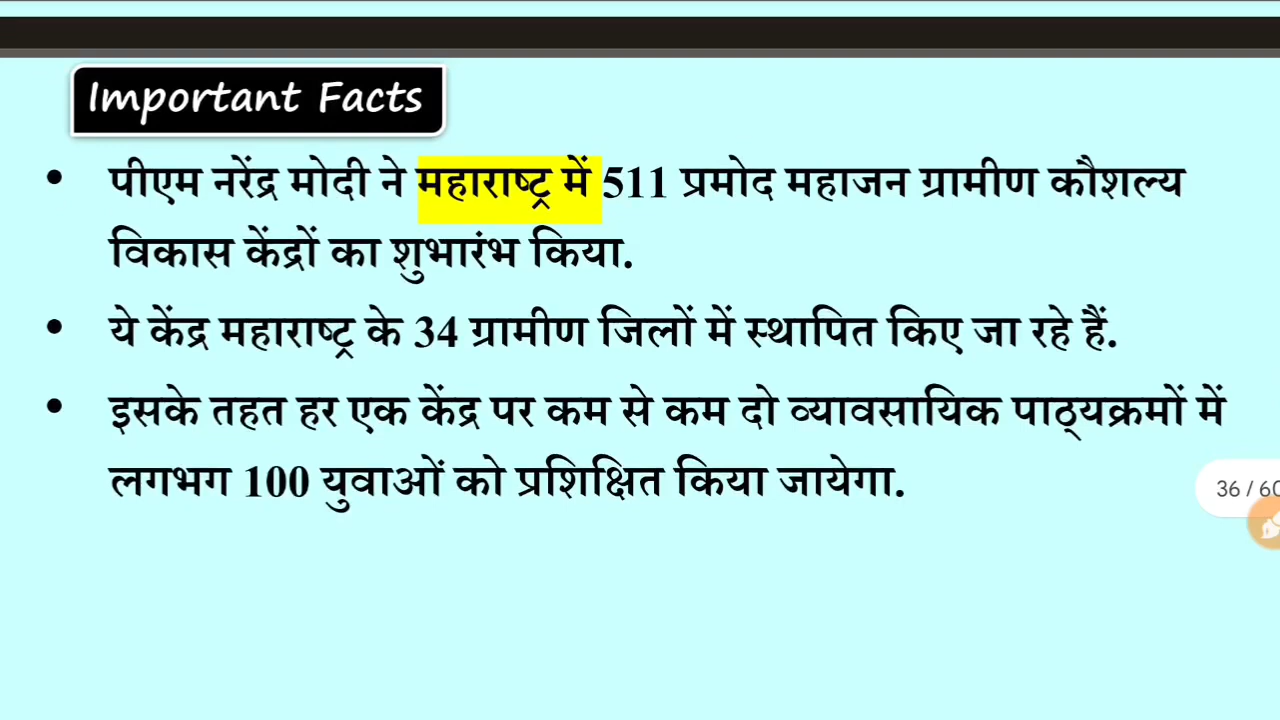 Important Facts
• पीएम नरेंद्र मोदी ने महाराष्ट्र में 511 प्रमोद महाजन ग्रामीण कौशल्य
विकास केंद्रों का शुभारंभ किया.
• ये केंद्र महाराष्ट्र के 34 ग्रामीण जिलों में स्थापित किए जा रहे हैं.
• इसके तहत हर एक केंद्र पर कम से कम दो व्यावसायिक पाठ्यक्रमों में
लगभग 100 युवाओं को प्रशिक्षित किया जायेगा.
36 / 60